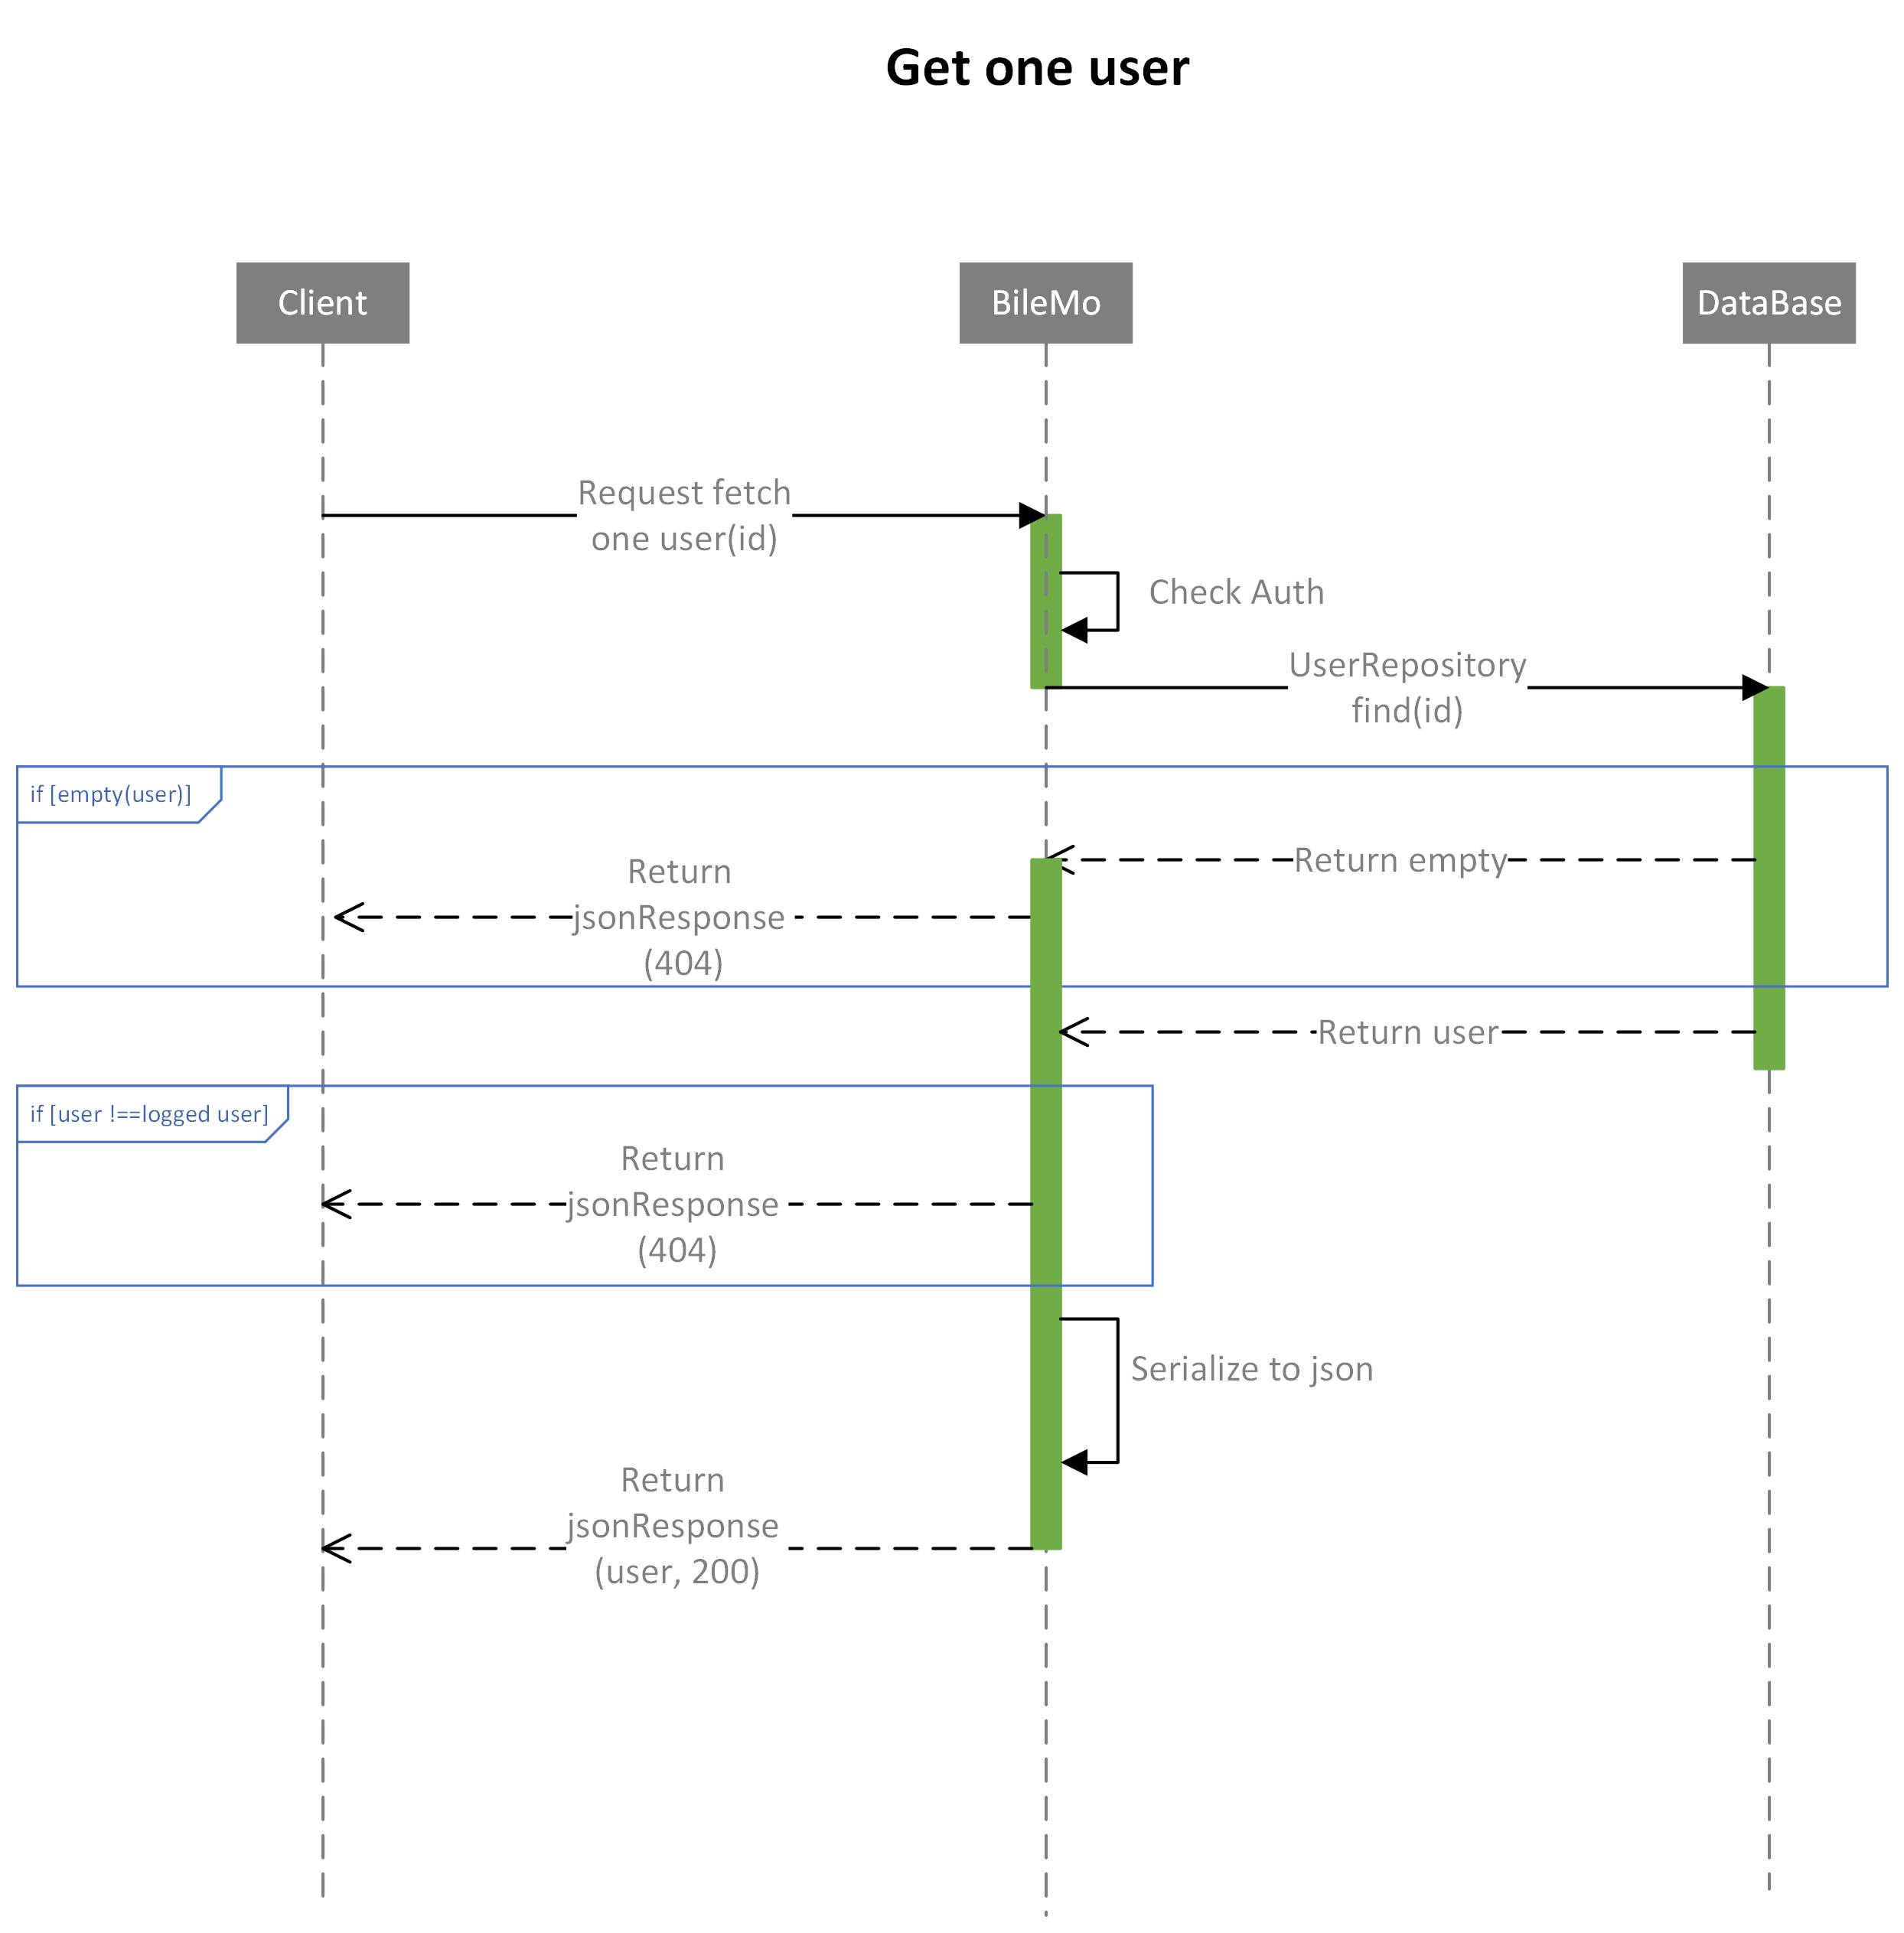 Get one user
Client
BileMo
DataBase
Request fetch
one user(id)
Check Auth
UserRepository
find(id)
if [empty(user)]
Return empty
Return
jsonResponse
(404)
Return user
if [user !==logged user]
Return
jsonResponse
(404)
Serialize to json
Return
jsonResponse
(user, 200)